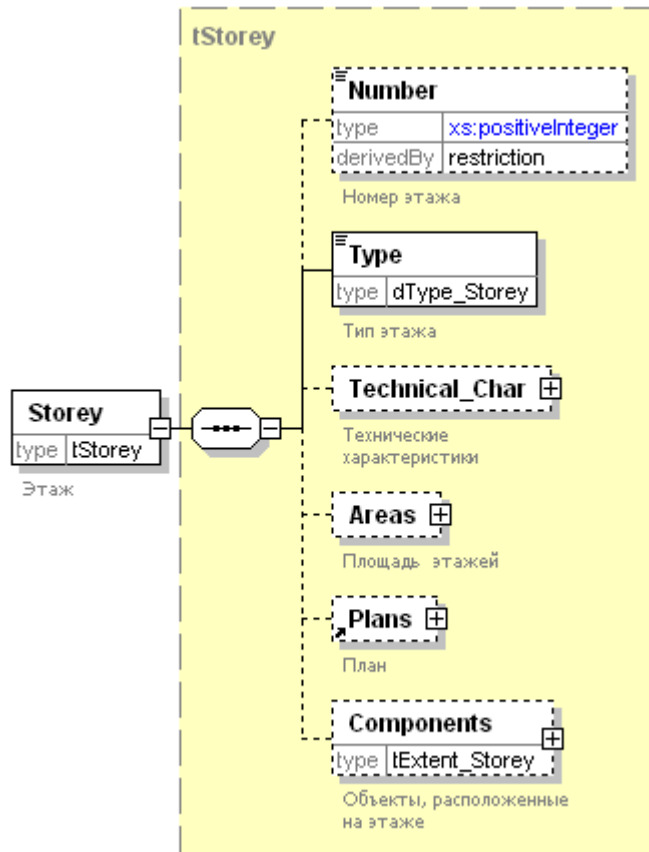 tStorey
Number
type xs:positiveInteger
derivedBy restriction
Номер этажа
Type
type dType_Storey
Тип этажа
Technical_Char
Технические
характеристики
Storey
type tStorey
Этаж
Areas
Площадь этажей
Plans
План
Components
type tExtent_Storey
Объекты, расположенные
на этаже